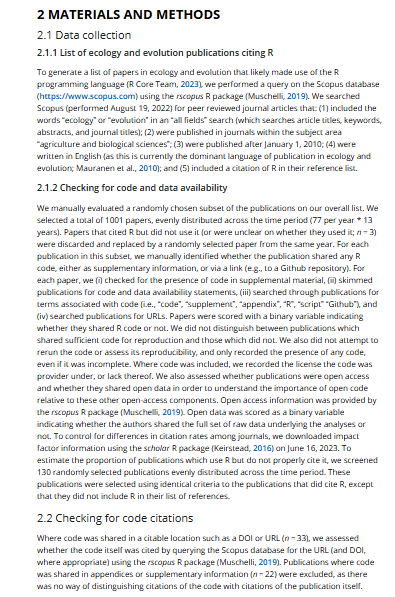 2 MATERIALS AND METHODS
2.1 Data collection
2.1.1 List of ecology and evolution publications citing R
To generate a list of papers in ecology and evolution that likely made use of the R
programming language (R Core Team, 2023), we performed a query on the Scopus database
(https://www.scopus.com) using the rscopus R package (Muschelli, 2019). We searched
Scopus (performed August 19, 2022) for peer reviewed journal articles that: (1) included the
words “ecology” or “evolution” in an “all fields” search (which searches article titles, keywords,
abstracts, and journal titles); (2) were published in journals within the subject area
“agriculture and biological sciences”; (3) were published after January 1, 2010; (4) were
written in English (as this is currently the dominant language of publication in ecology and
evolution; Mauranen et al., 2010); and (5) included a citation of R in their reference list.
2.1.2 Checking for code and data availability
We manually evaluated a randomly chosen subset of the publications on our overall list. We
selected a total of 1001 papers, evenly distributed across the time period (77 per year * 13
years). Papers that cited R but did not use it (or were unclear on whether they used it; n = 3)
were discarded and replaced by a randomly selected paper from the same year. For each
publication in this subset, we manually identified whether the publication shared any R
code, either as supplementary information, or via a link (e.g., to a Github repository). For
each paper, we (i) checked for the presence of code in supplemental material, (ii) skimmed
publications for code and data availability statements, (iii) searched through publications for
terms associated with code (i.e., “code”, “supplement”, “appendix”, “R”, “script” “Github”), and
(iv) searched publications for URLs. Papers were scored with a binary variable indicating
whether they shared R code or not. We did not distinguish between publications which
shared sufficient code for reproduction and those which did not. We also did not attempt to
rerun the code or assess its reproducibility, and only recorded the presence of any code,
even if it was incomplete. Where code was included, we recorded the license the code was
provided under, or lack thereof. We also assessed whether publications were open access
and whether they shared open data in order to understand the importance of open code
relative to these other open-access components. Open access information was provided by
the rscopus R package (Muschelli, 2019). Open data was scored as a binary variable
indicating whether the authors shared the full set of raw data underlying the analyses or
not. To control for differences in citation rates among journals, we downloaded impact
factor information using the scholar R package (Keirstead, 2016) on June 16, 2023. To
estimate the proportion of publications which use R but do not properly cite it, we screened
130 randomly selected publications evenly distributed across the time period. These
publications were selected using identical criteria to the publications that did cite R, except
that they did not include R in their list of references.
2.2 Checking for code citations
Where code was shared in a citable location such as a DOI or URL (n = 33), we assessed
whether the code itself was cited by querying the Scopus database for the URL (and DOI,
where appropriate) using the rscopus R package (Muschelli, 2019). Publications where code
was shared in appendices or supplementary information (n = 22) were excluded, as there
was no way of distinguishing citations of the code with citations of the publication itself.